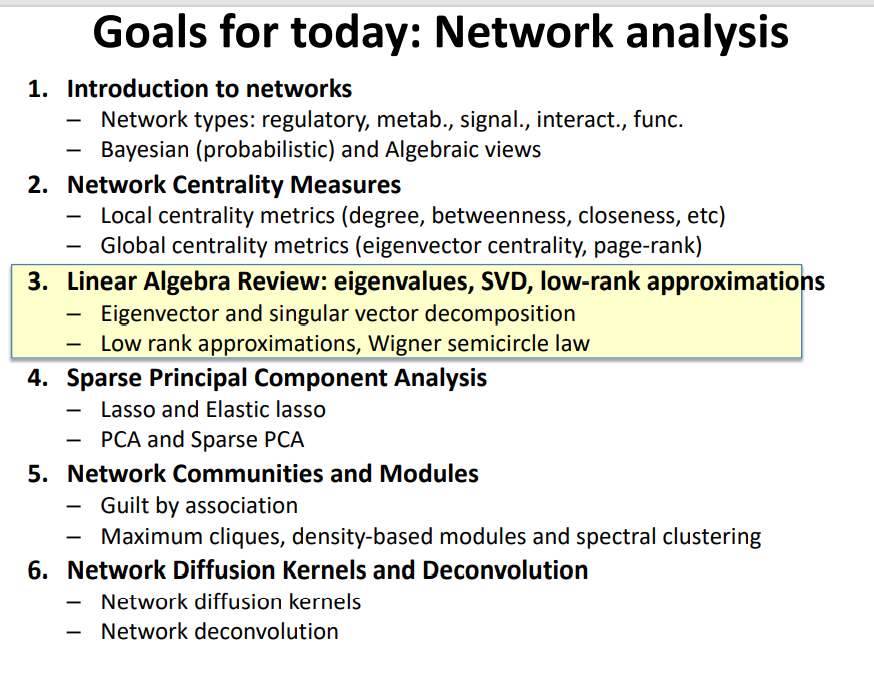 Goals for today: Network analysis
1. Introduction to networks
– Network types: regulatory, metab., signal., interact., func.
– Bayesian (probabilistic) and Algebraic views
2. Network Centrality Measures
– Local centrality metrics (degree, betweenness, closeness, etc)
– Global centrality metrics (eigenvector centrality, page-rank)
3. Linear Algebra Review: eigenvalues, SVD, low-rank approximations
– Eigenvector and singular vector decomposition
– Low rank approximations, Wigner semicircle law
4. Sparse Principal Component Analysis
– Lasso and Elastic lasso
– PCA and Sparse PCA
5. Network Communities and Modules
– Guilt by association
– Maximum cliques, density-based modules and spectral clustering
6. Network Diffusion Kernels and Deconvolution
– Network diffusion kernels
– Network deconvolution